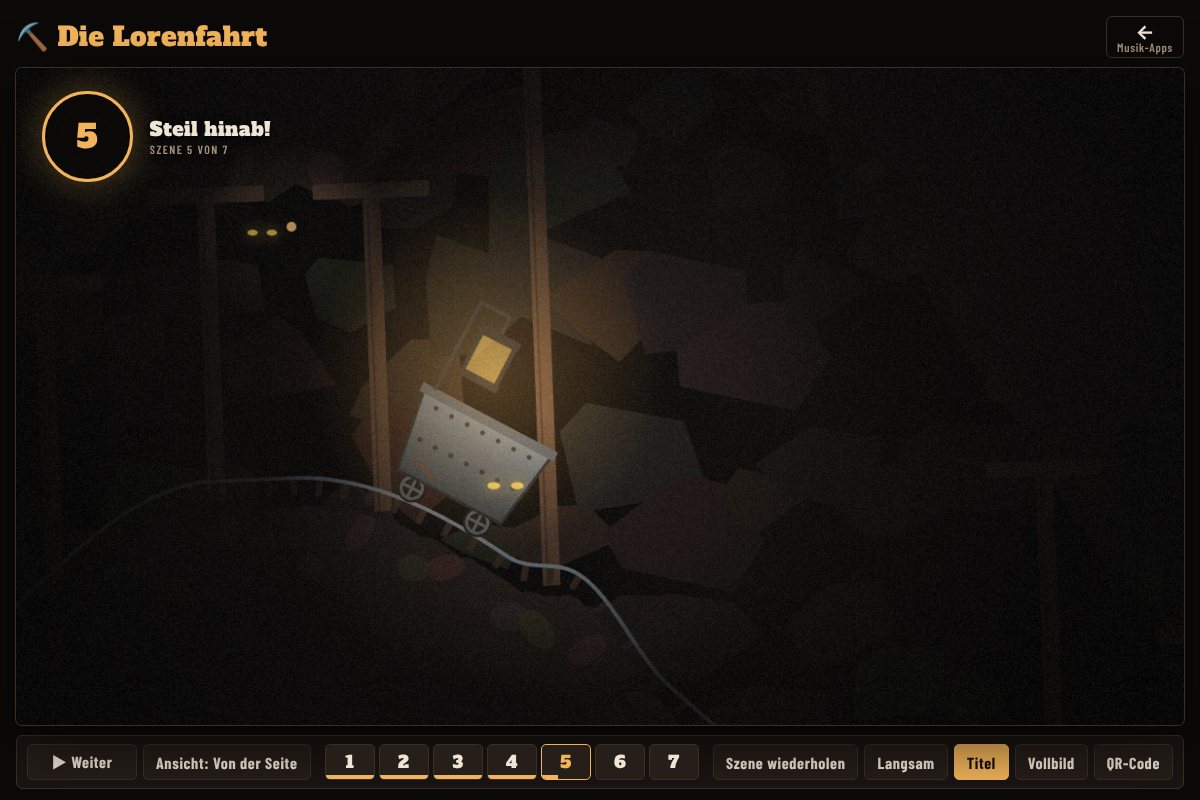 Die Lorenfahrt
Musik-Apps
5
Steil hinab!
SZENE 5 VON 7
Weiter
Ansicht: Von der Seite
1
2
3
4
5
6
7
Szene wiederholen
Langsam
Titel
Vollbild
QR-Code